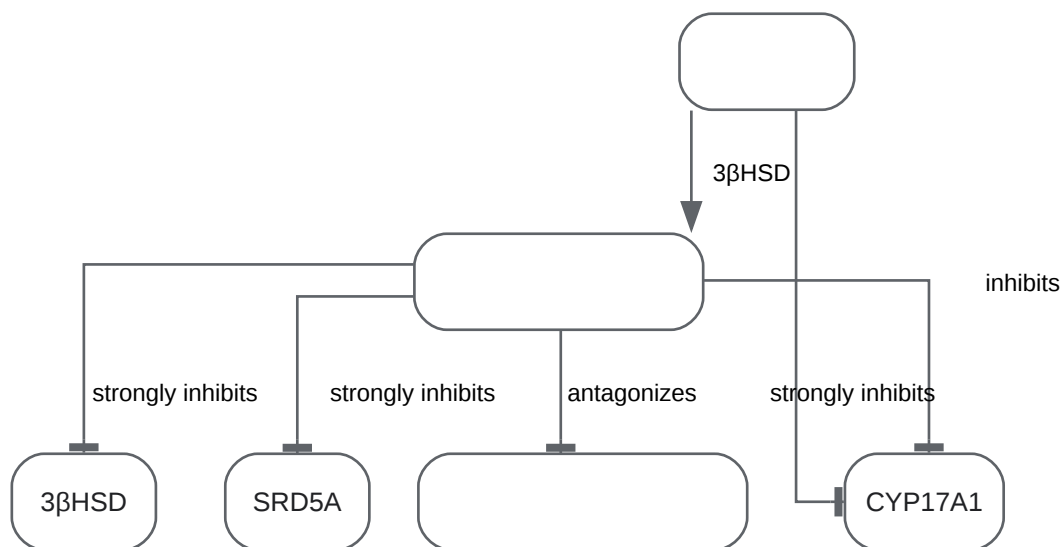 3βHSD
inhibits
strongly inhibits
strongly inhibits
antagonizes
strongly inhibits
3βHSD
SRD5A
CYP17A1